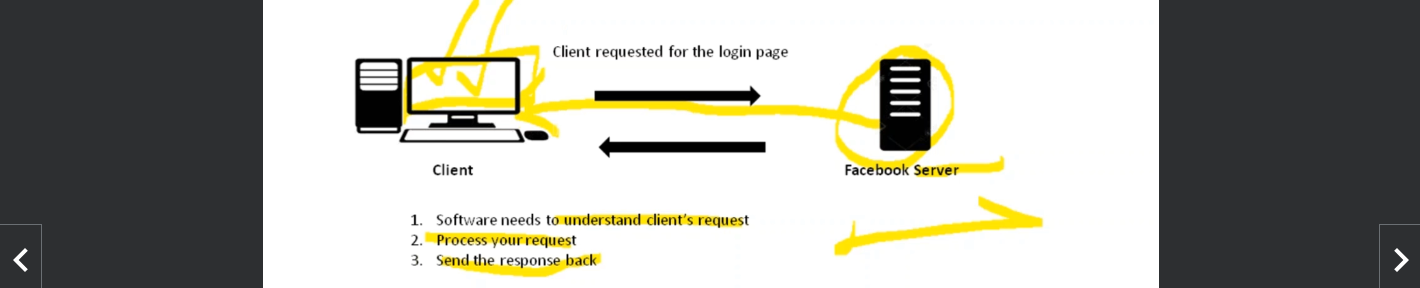 Client requested for the login page
Client
Facebook Server
1. Software needs to understand client's request
2. Process your request
3. Send the response back